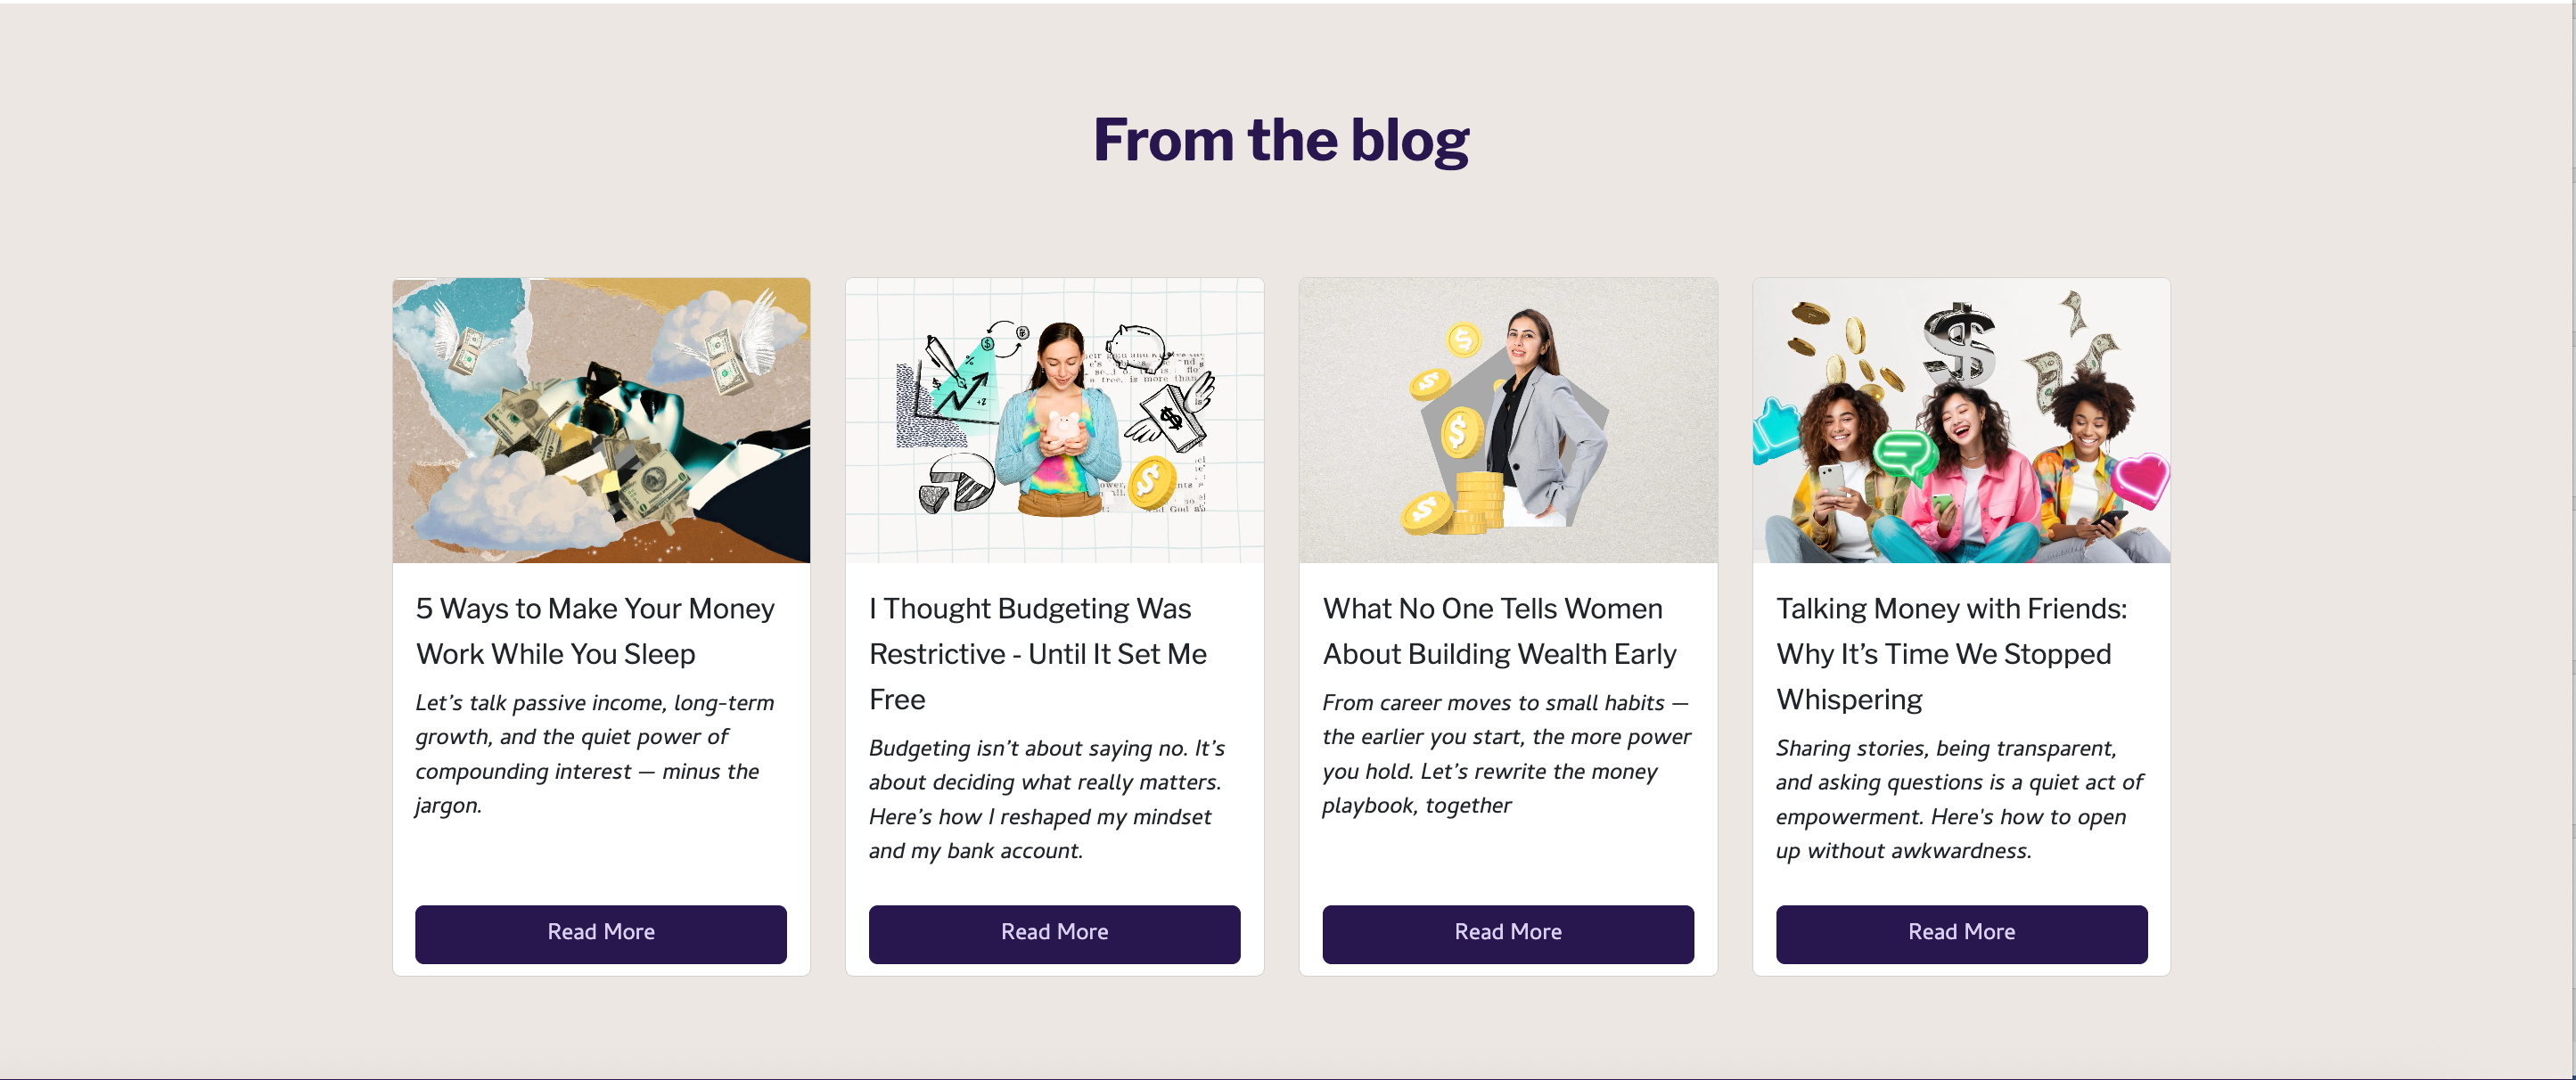 From the blog
5 Ways to Make Your Money
Work While You Sleep
Let’s talk passive income, long-term
growth, and the quiet power of
compounding interest — minus the
jargon.
Read More
I Thought Budgeting Was
Restrictive - Until It Set Me
Free
Budgeting isn’t about saying no. It’s
about deciding what really matters.
Here’s how I reshaped my mindset
and my bank account.
Read More
What No One Tells Women
About Building Wealth Early
From career moves to small habits —
the earlier you start, the more power
you hold. Let’s rewrite the money
playbook, together
Read More
Talking Money with Friends:
Why It’s Time We Stopped
Whispering
Sharing stories, being transparent,
and asking questions is a quiet act of
empowerment. Here's how to open
up without awkwardness.
Read More